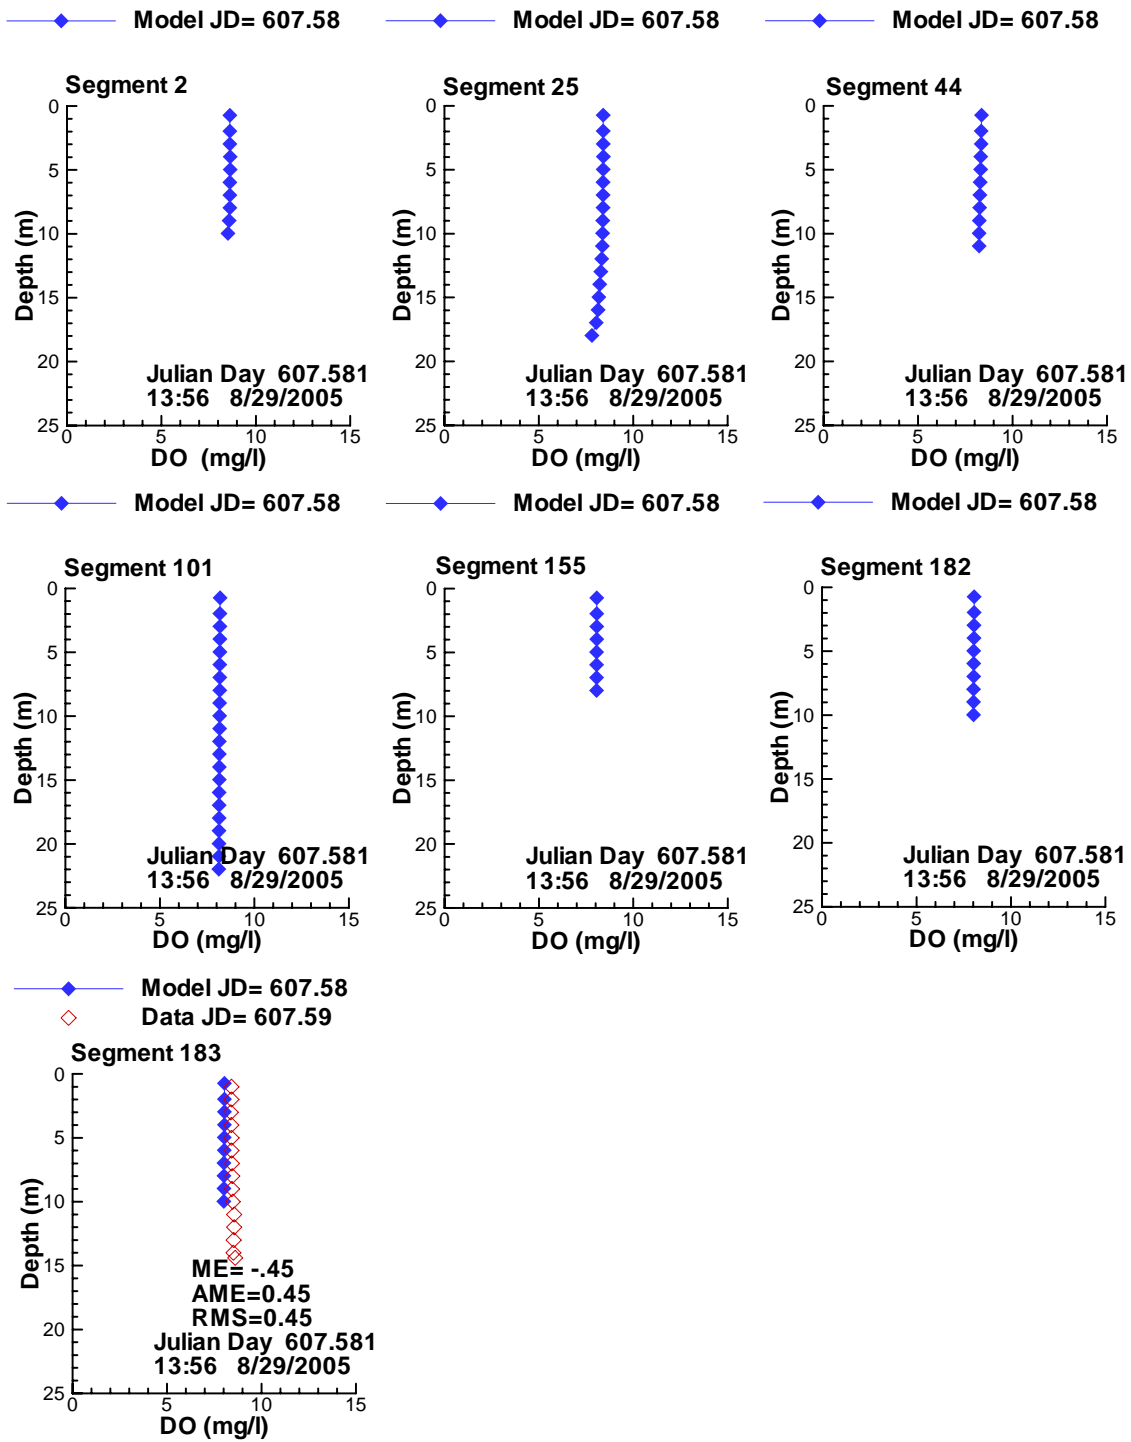 Model JD= 607.58
Model JD= 607.58
Model JD= 607.58
Segment 2
0
5
10
15
20
25
Depth (m)
Julian Day 607.581
13:56 8/29/2005
0 5 10 15
DO (mg/l)
Segment 25
0
5
10
15
20
25
Depth (m)
Julian Day 607.581
13:56 8/29/2005
0 5 10 15
DO (mg/l)
Segment 44
0
5
10
15
20
25
Depth (m)
Julian Day 607.581
13:56 8/29/2005
0 5 10 15
DO (mg/l)
Model JD= 607.58
Model JD= 607.58
Model JD= 607.58
Segment 101
0
5
10
15
20
25
Depth (m)
Julian Day 607.581
13:56 8/29/2005
0 5 10 15
DO (mg/l)
Segment 155
0
5
10
15
20
25
Depth (m)
Julian Day 607.581
13:56 8/29/2005
0 5 10 15
DO (mg/l)
Segment 182
0
5
10
15
20
25
Depth (m)
Julian Day 607.581
13:56 8/29/2005
0 5 10 15
DO (mg/l)
Model JD= 607.58
Data JD= 607.59
Segment 183
0
5
10
15
20
25
Depth (m)
ME= -.45
AME=0.45
RMS=0.45
Julian Day 607.581
13:56 8/29/2005
0 5 10 15
DO (mg/l)